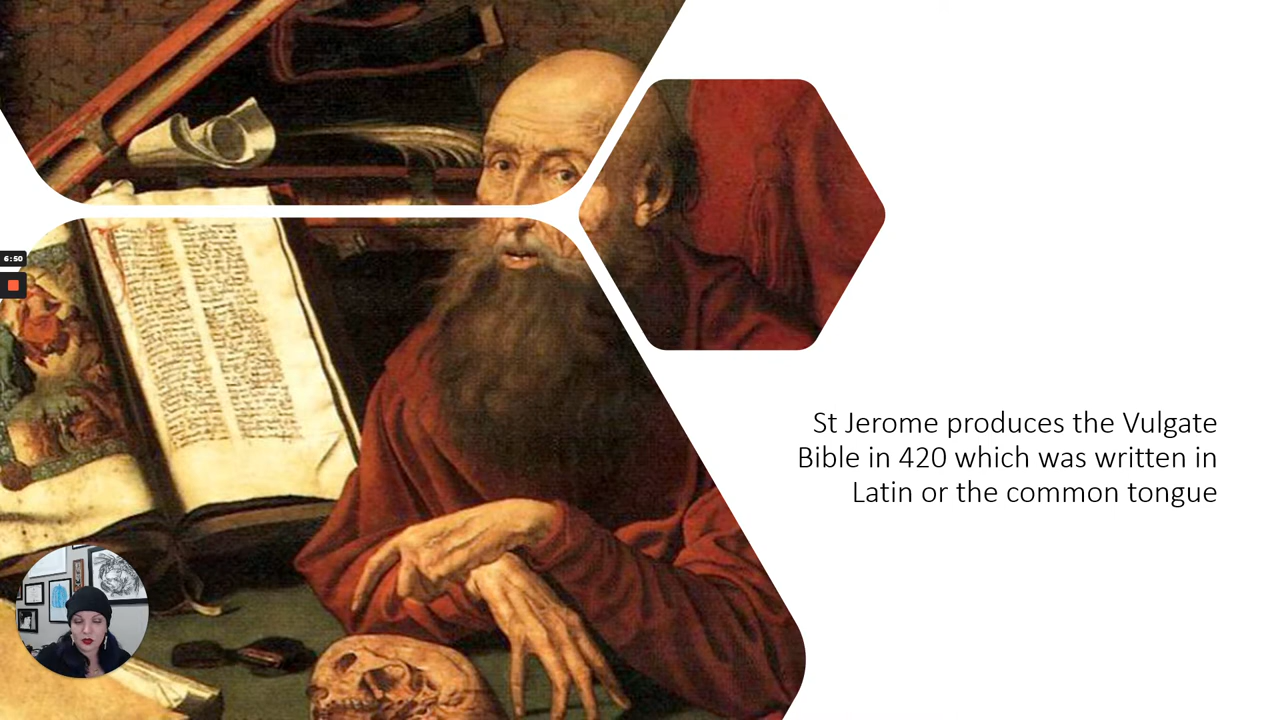 6:50
St Jerome produces the Vulgate
Bible in 420 which was written in
Latin or the common tongue